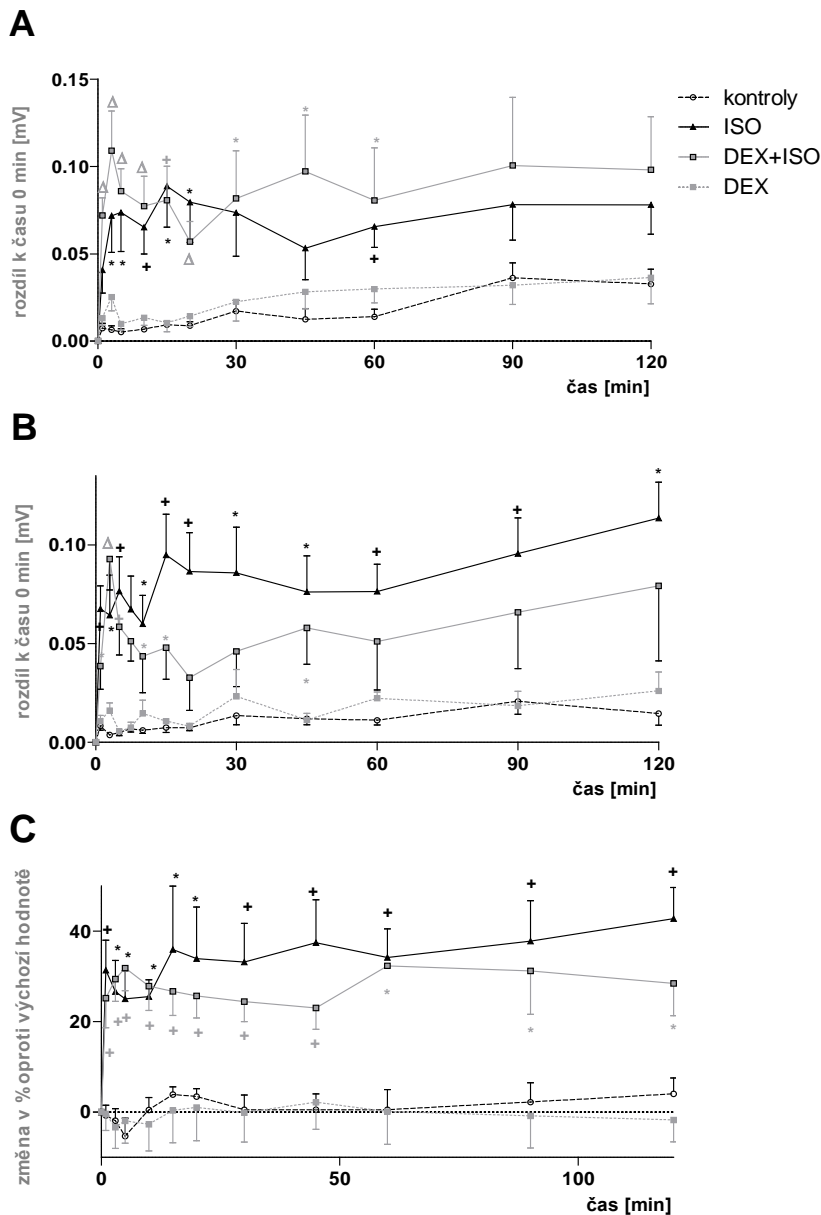 A
rozdíl k času 0 min [mV]
0.15
0.10
0.05
0.00
0 30 60 90 120
čas [min]
kontroly
ISO
DEX+ISO
DEX
Δ Δ Δ Δ + * Δ * * *
* * + * +
B
rozdíl k času 0 min [mV]
0.10
0.05
0.00
0 30 60 90 120
čas [min]
+ Δ + * + + * * + + *
* * + * * *
C
změna v % oproti výchozí hodnotě
40
20
0
0 50 100
čas [min]
+ * * * * * + + + + +
+ + + + + + + + * * *